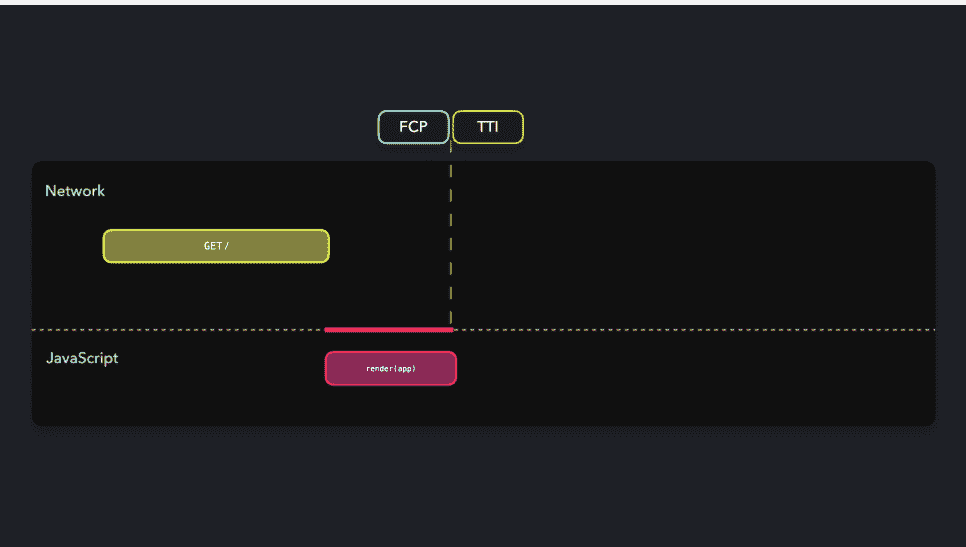 FCP
TTI
Network
GET /
JavaScript
render(app)